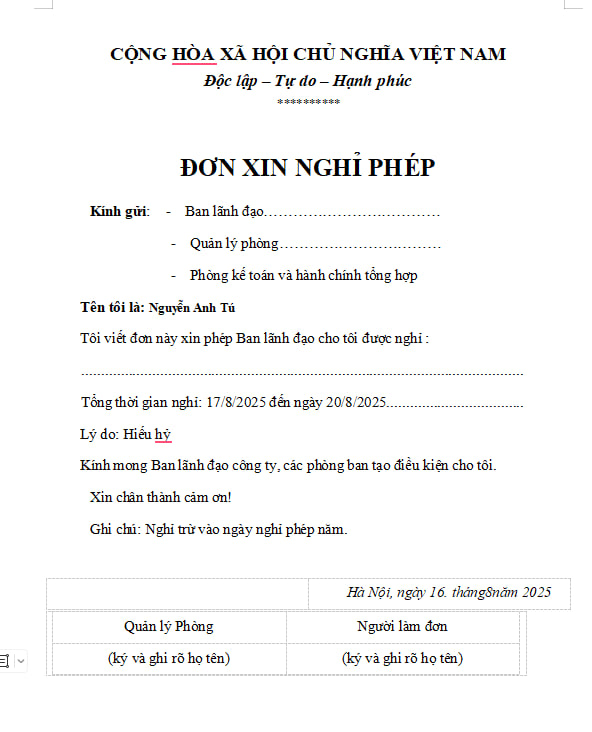 CỘNG HÒA XÃ HỘI CHỦ NGHĨA VIỆT NAM
Độc lập – Tự do – Hạnh phúc
**********
ĐƠN XIN NGHỈ PHÉP
Kính gửi: - Ban lãnh đạo…………………………………
- Quản lý phòng………………………………
- Phòng kế toán và hành chính tổng hợp
Tên tôi là: Nguyễn Anh Tú
Tôi viết đơn này xin phép Ban lãnh đạo cho tôi được nghỉ :
.............................................................................................................
Tổng thời gian nghỉ: 17/8/2025 đến ngày 20/8/2025..................................
Lý do: Hiếu hỷ
Kính mong Ban lãnh đạo công ty, các phòng ban tạo điều kiện cho tôi.
Xin chân thành cảm ơn!
Ghi chú: Nghỉ trừ vào ngày nghỉ phép năm.
Hà Nội, ngày 16. tháng8năm 2025
Quản lý Phòng Người làm đơn
(ký và ghi rõ họ tên) (ký và ghi rõ họ tên)